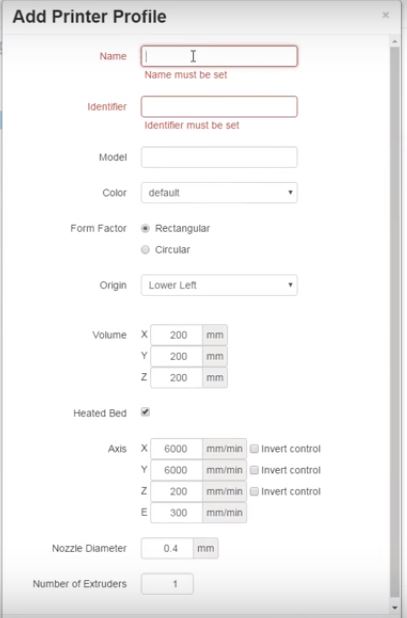 Add Printer Profile ×
Name
Name must be set
Identifier
Identifier must be set
Model
Color default
Form Factor Rectangular
Circular
Origin Lower Left
Volume X 200 mm
Y 200 mm
Z 200 mm
Heated Bed
Axis X 6000 mm/min Invert control
Y 6000 mm/min Invert control
Z 200 mm/min Invert control
E 300 mm/min
Nozzle Diameter 0.4 mm
Number of Extruders 1